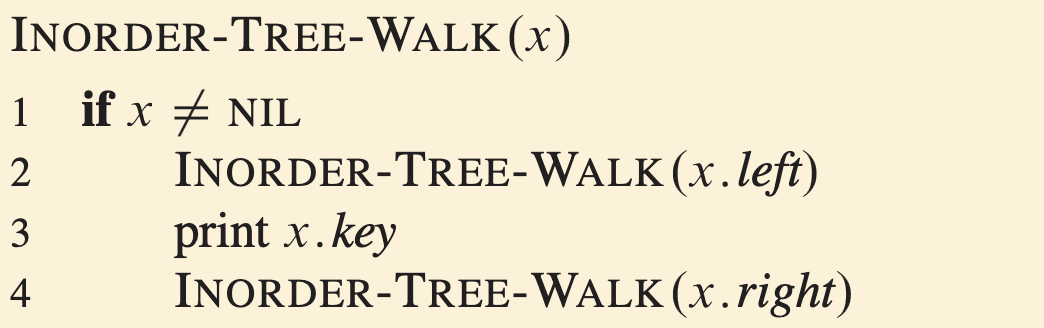 INORDER-TREE-WALK(x)
1 if x ≠ NIL
2 INORDER-TREE-WALK(x.left)
3 print x.key
4 INORDER-TREE-WALK(x.right)